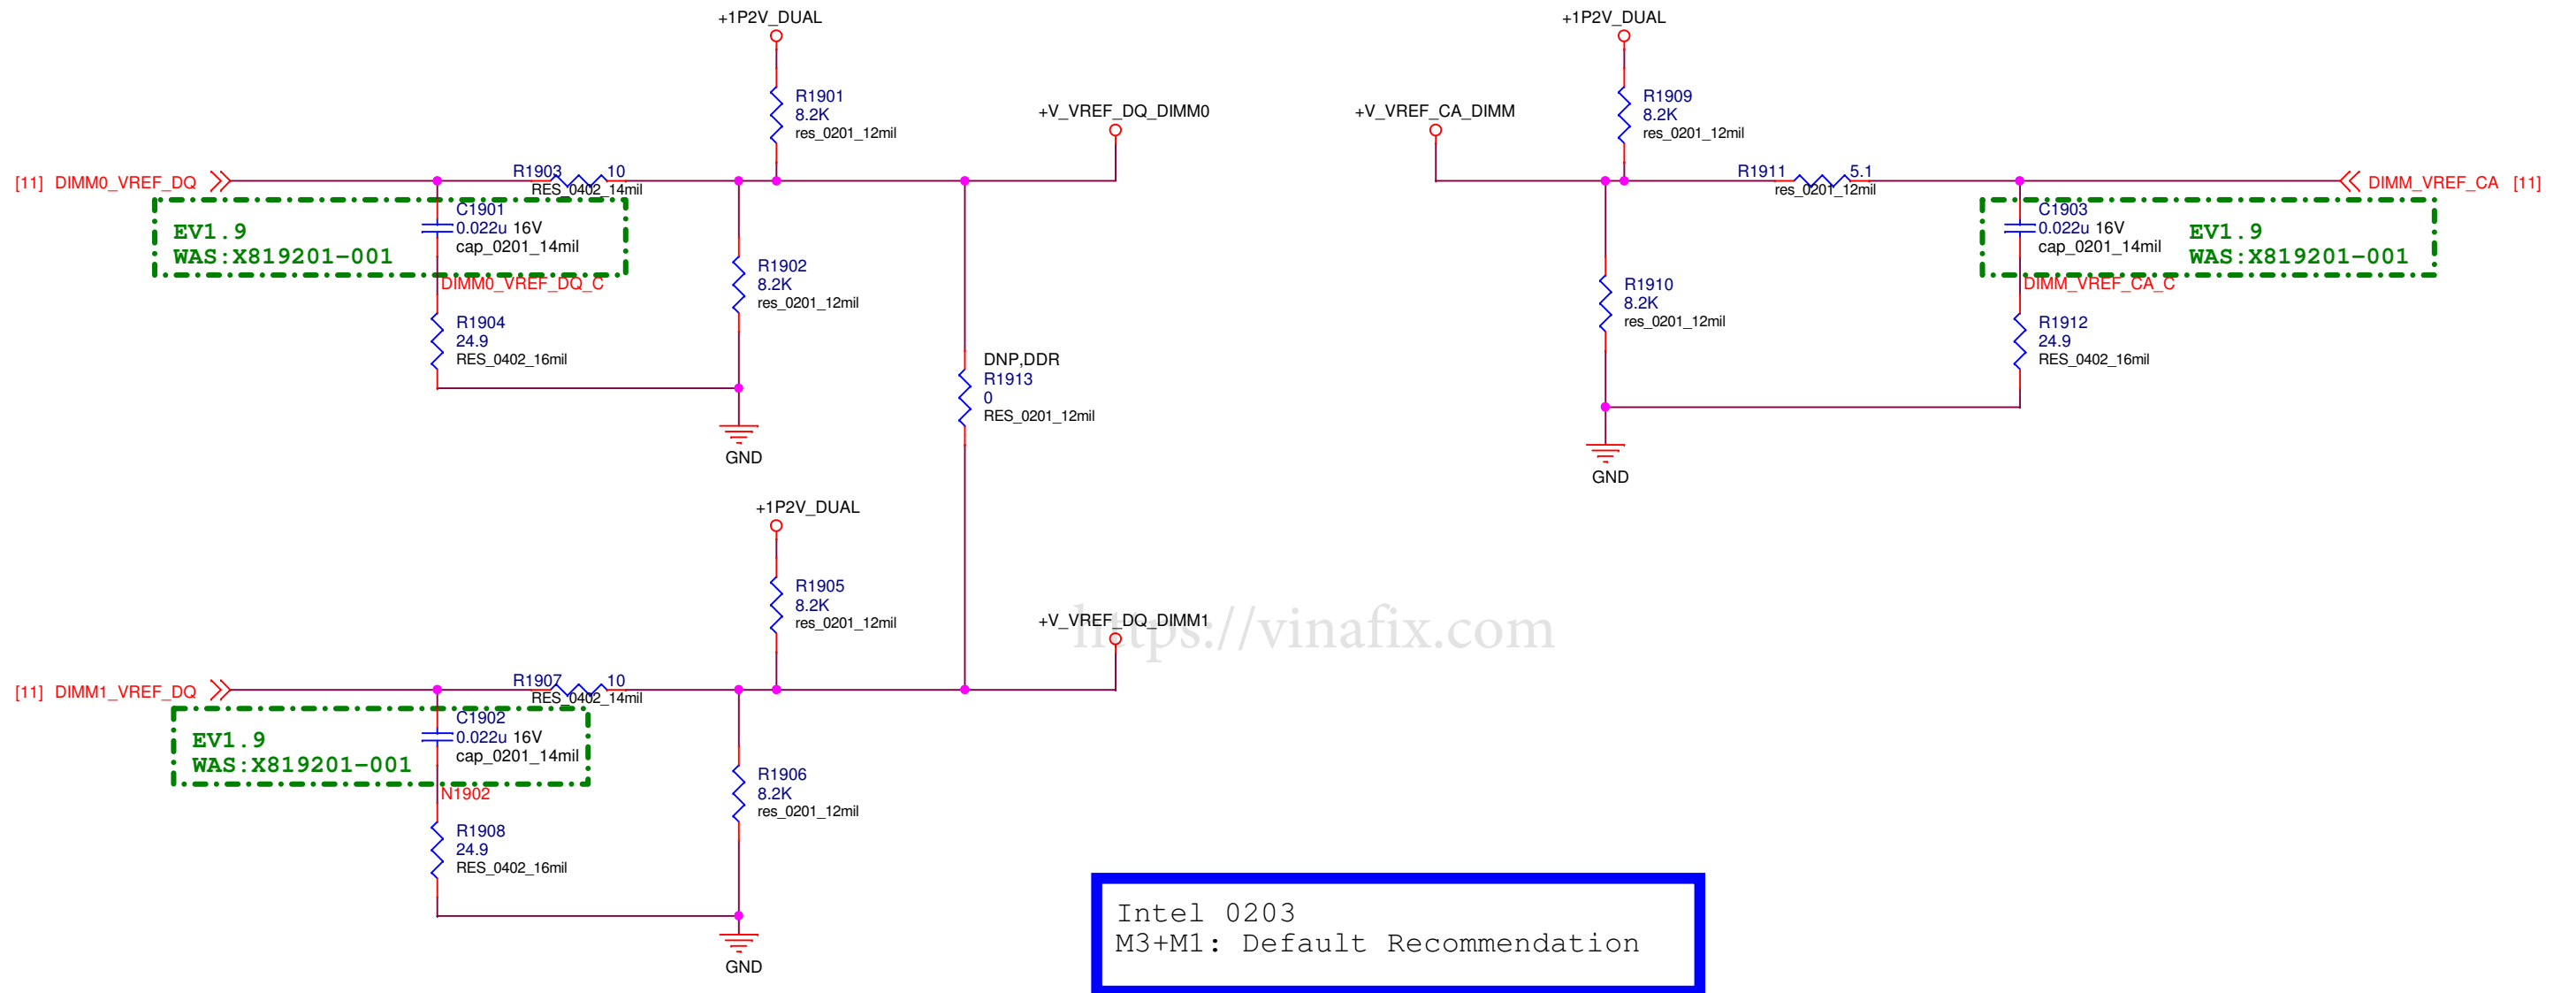 +1P2V_DUAL
R1901
8.2K
res_0201_12mil
+V_VREF_DQ_DIMM0
[11] DIMM0_VREF_DQ
R1903 10
RES_0402_14mil
C1901
0.022u 16V
cap_0201_14mil
EV1.9
WAS:X819201-001
DIMM0_VREF_DQ_C
R1904
24.9
RES_0402_16mil
R1902
8.2K
res_0201_12mil
GND
DNP,DDR
R1913
0
RES_0201_12mil
+1P2V_DUAL
R1909
8.2K
res_0201_12mil
+V_VREF_CA_DIMM
R1911 5.1
res_0201_12mil
DIMM_VREF_CA [11]
C1903
0.022u 16V
cap_0201_14mil
EV1.9
WAS:X819201-001
DIMM_VREF_CA_C
R1910
8.2K
res_0201_12mil
R1912
24.9
RES_0402_16mil
GND
+1P2V_DUAL
R1905
8.2K
res_0201_12mil
+V_VREF_DQ_DIMM1
https://vinafix.com
[11] DIMM1_VREF_DQ
R1907 10
RES_0402_14mil
C1902
0.022u 16V
cap_0201_14mil
EV1.9
WAS:X819201-001
N1902
R1908
24.9
RES_0402_16mil
R1906
8.2K
res_0201_12mil
GND
Intel 0203
M3+M1: Default Recommendation